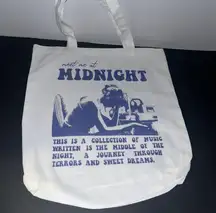 meet me at
MIDNIGHT
THIS IS A COLLECTION OF MUSIC
WRITTEN IS THE MIDDLE OF THE
NIGHT, A JOURNEY THROUGH
TERRORS AND SWEET DREAMS.